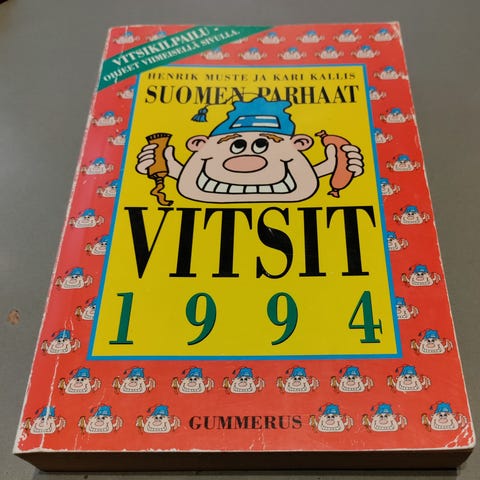 VITSIKILPAILU -
OHJEET VIIMEISELLÄ SIVULLA.
HENRIK MUSTE JA KARI KALLIS
SUOMEN PARHAAT
VITSIT
1994
GUMMERUS